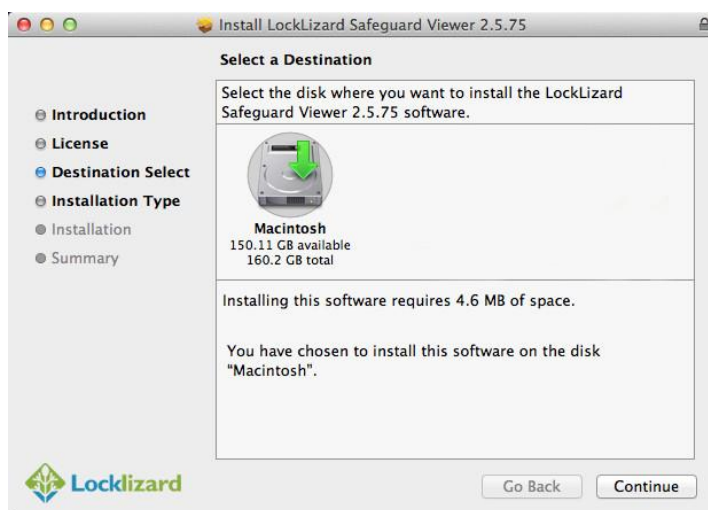 Install LockLizard Safeguard Viewer 2.5.75
Select a Destination
Introduction
License
Destination Select
Installation Type
Installation
Summary
Select the disk where you want to install the LockLizard
Safeguard Viewer 2.5.75 software.
Macintosh
150.11 GB available
160.2 GB total
Installing this software requires 4.6 MB of space.
You have chosen to install this software on the disk
“Macintosh”.
Locklizard
Go Back
Continue